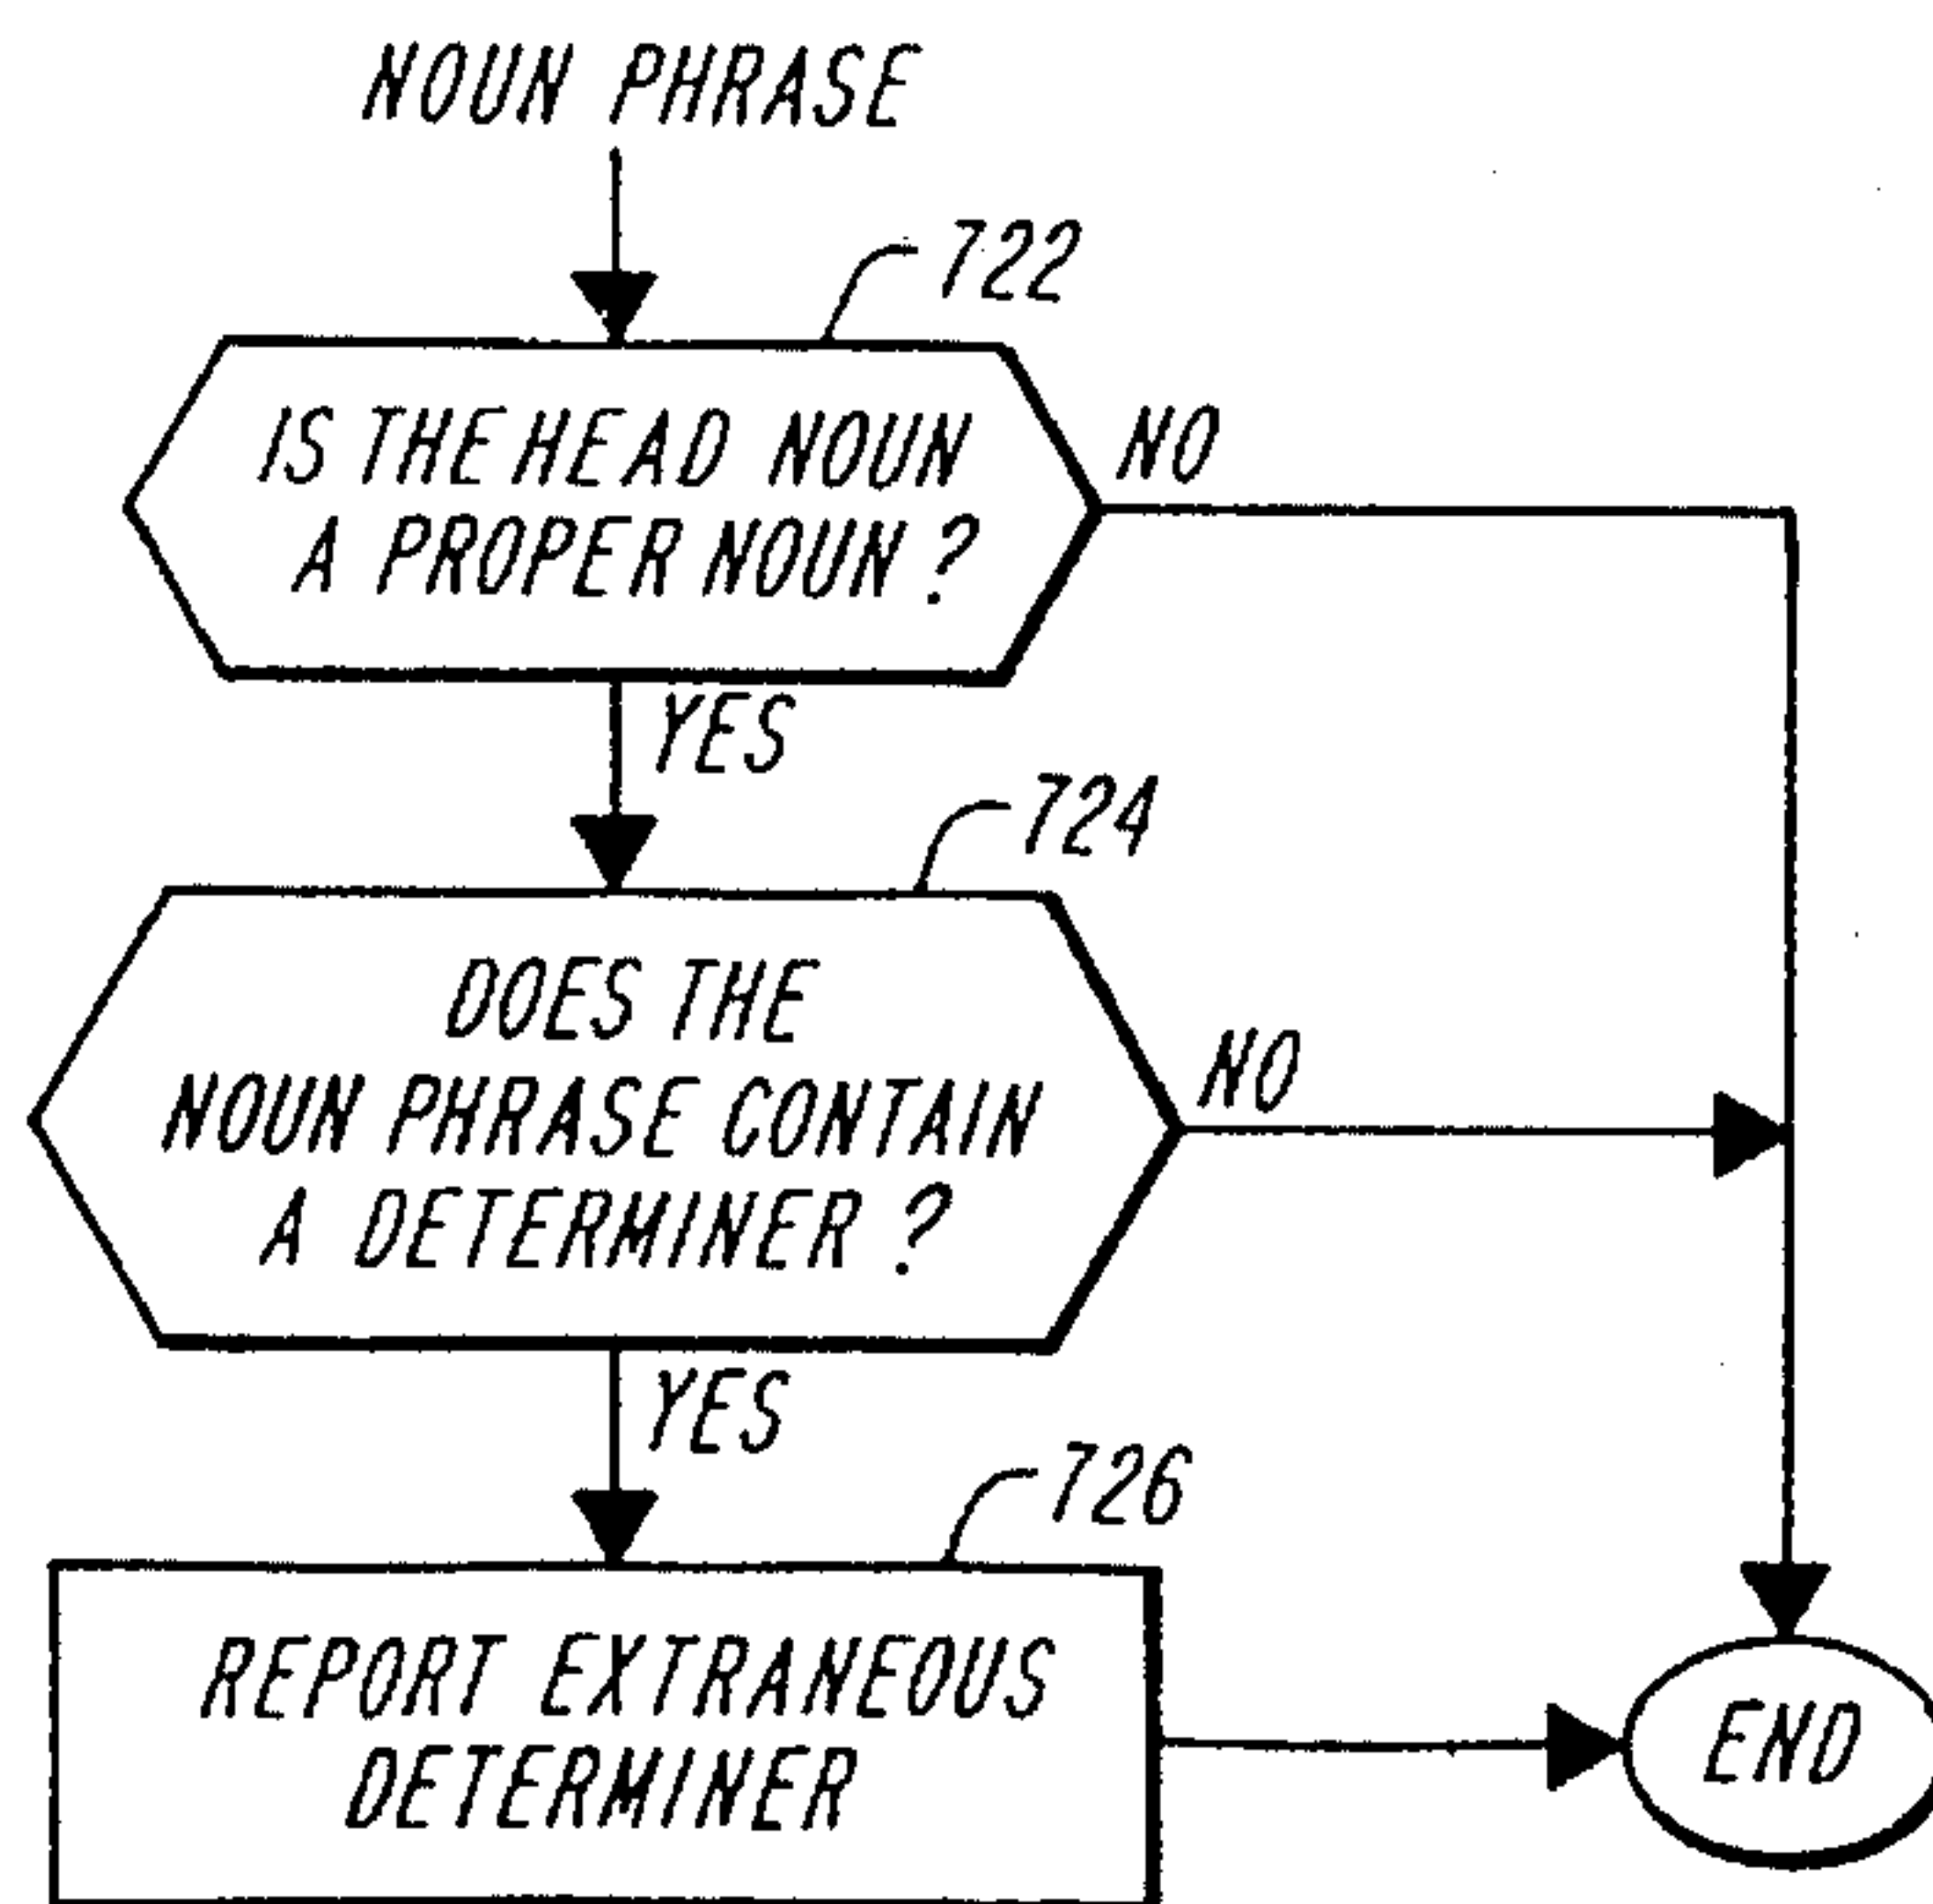 NOUN PHRASE
722
IS THE HEAD NOUN
A PROPER NOUN ?
NO
YES
724
DOES THE
NOUN PHRASE CONTAIN
A DETERMINER ?
NO
YES
726
REPORT EXTRANEOUS
DETERMINER
END